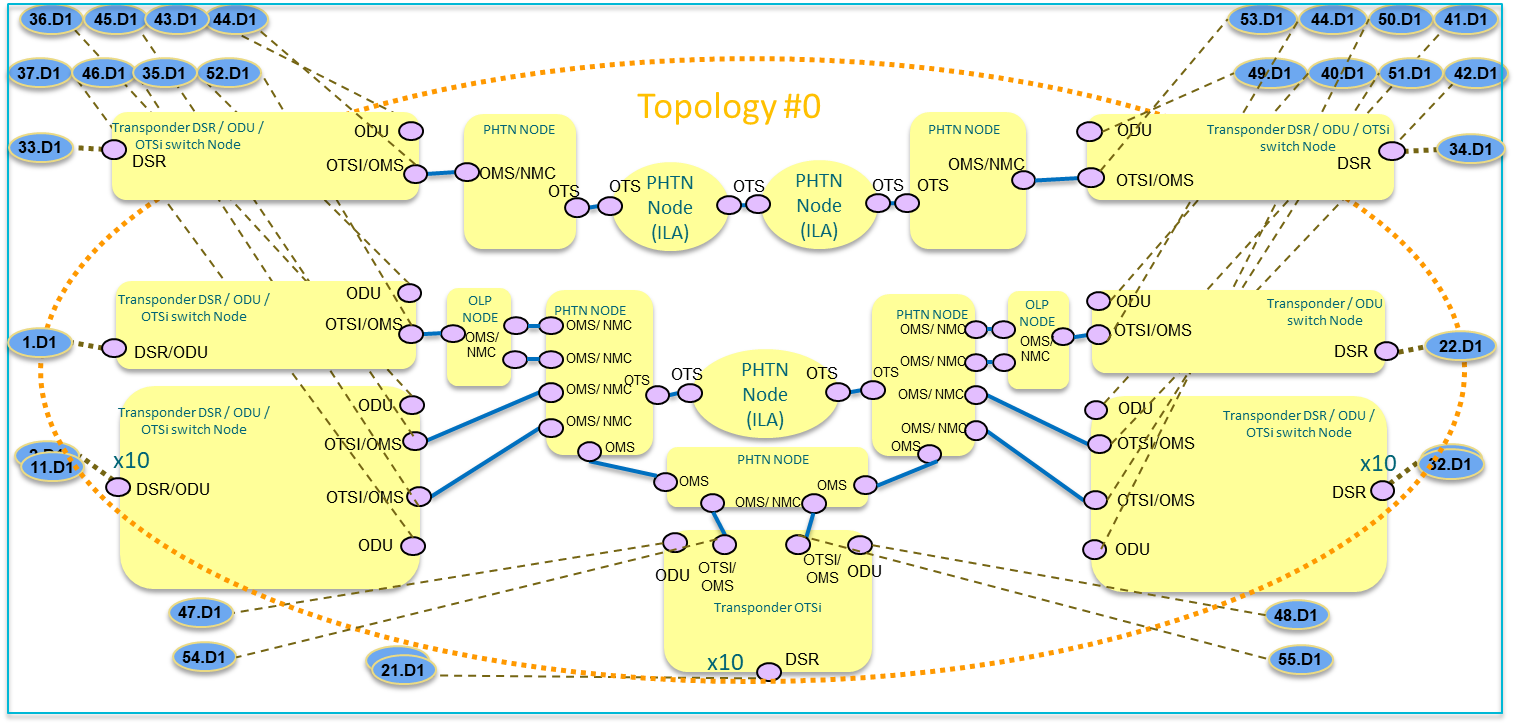 36.D1 45.D1 43.D1 44.D1
53.D1 44.D1 50.D1 41.D1
37.D1 46.D1 35.D1 52.D1
49.D1 40.D1 51.D1 42.D1
Topology #0
33.D1
Transponder DSR / ODU /
OTSi switch Node
DSR
ODU
OTSI/OMS
PHTN NODE
OMS/NMC
OTS
OTS
PHTN
Node
(ILA)
OTS
PHTN
Node
(ILA)
OTS
OTS
PHTN NODE
OMS/NMC
ODU
OTSI/OMS
Transponder DSR / ODU / OTSi
switch Node
DSR
34.D1
1.D1
Transponder DSR / ODU /
OTSi switch Node
DSR/ODU
ODU
OTSI/OMS
OLP
NODE
OMS/
NMC
PHTN NODE
OMS/ NMC
OMS/ NMC
OMS/ NMC
OTS
OMS/ NMC
OMS
OTS
PHTN
Node
(ILA)
OTS
OTS
PHTN NODE
OMS/ NMC
OMS/ NMC
OMS/ NMC
OMS/ NMC
OMS
OLP
NODE
OMS/
NMC
ODU
OTSI/OMS
Transponder / ODU
switch Node
DSR
22.D1
11.D1
Transponder DSR / ODU /
OTSi switch Node
x10
DSR/ODU
ODU
OTSI/OMS
OTSI/OMS
ODU
PHTN NODE
OMS
OMS
OMS/ NMC
ODU
OTSI/OMS
OTSI/OMS
ODU
Transponder DSR / ODU /
OTSi switch Node
x10
DSR
32.D1
ODU
OTSI/
OMS
OTSI/
OMS
ODU
Transponder OTSi
x10
DSR
47.D1
48.D1
54.D1
55.D1
21.D1